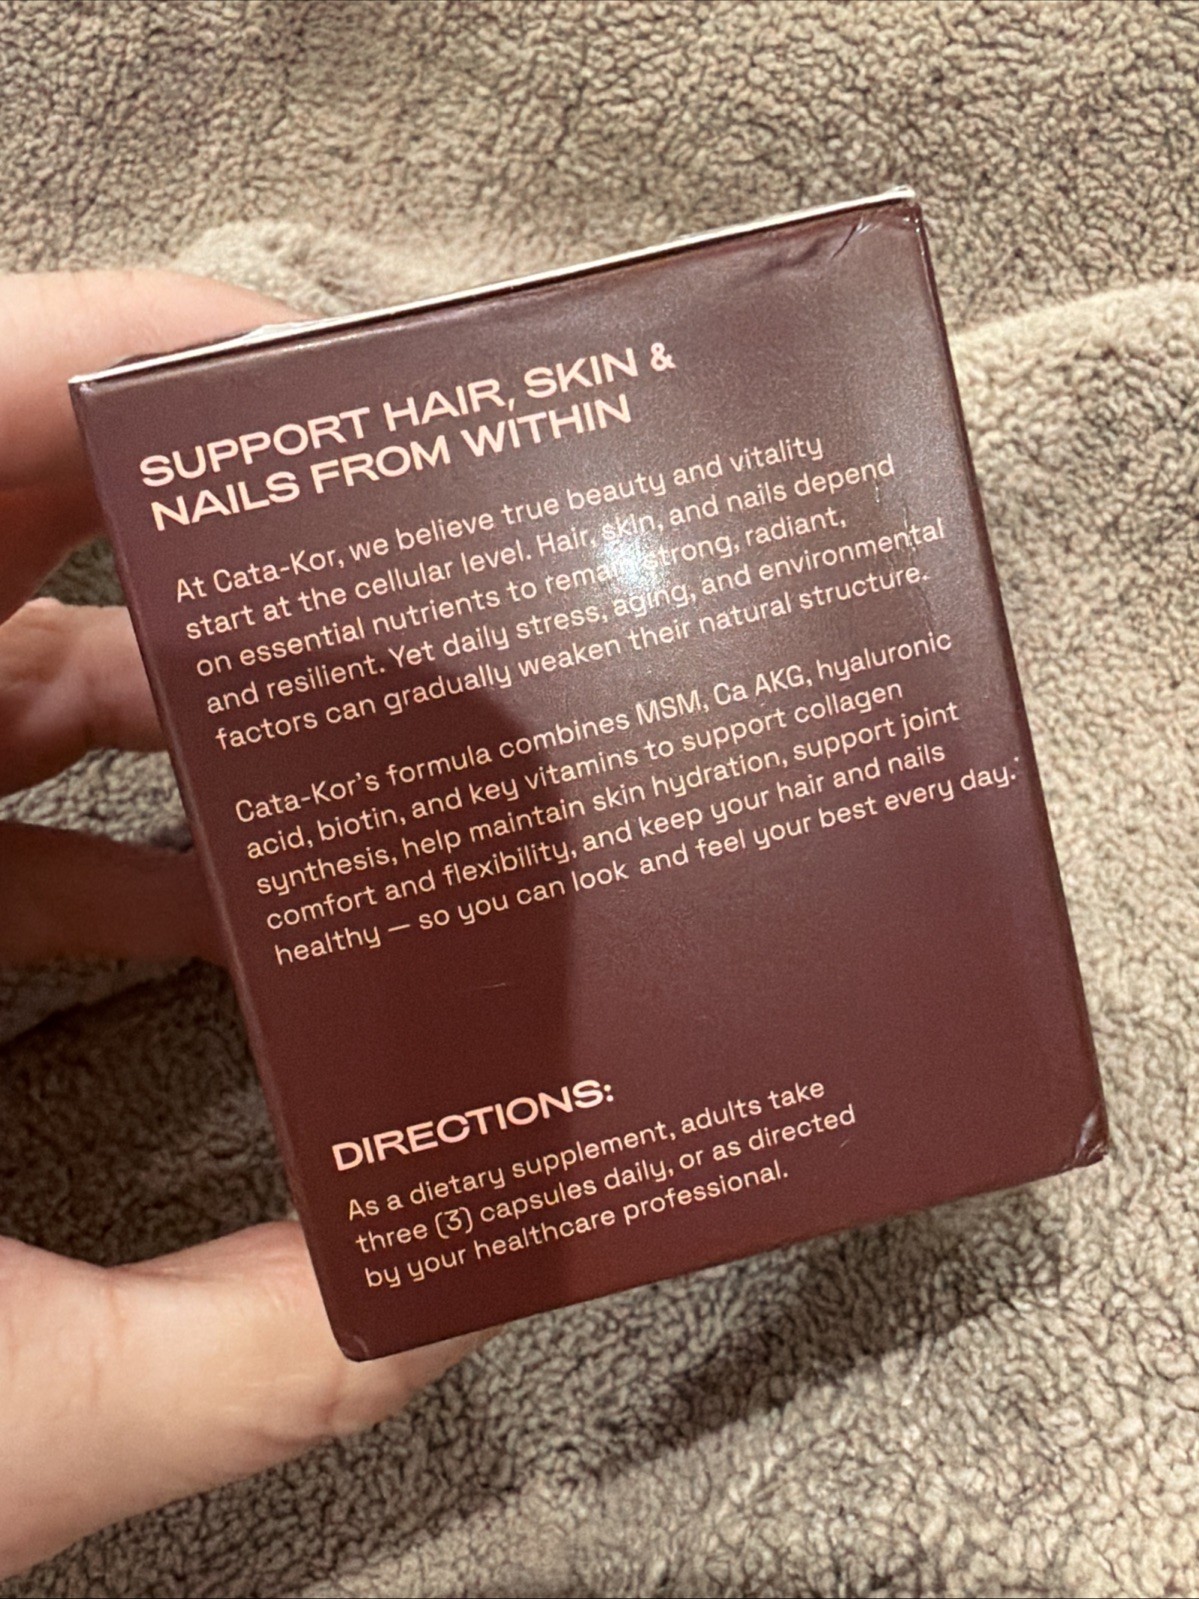 SUPPORT HAIR, SKIN &
NAILS FROM WITHIN
At Cata-Kor, we believe true beauty and vitality
start at the cellular level. Hair, skin, and nails depend
on essential nutrients to remain strong, radiant,
and resilient. Yet daily stress, aging, and environmental
factors can gradually weaken their natural structure.
Cata-Kor's formula combines MSM, Ca AKG, hyaluronic
acid, biotin, and key vitamins to support collagen
synthesis, help maintain skin hydration, support joint
comfort and flexibility, and keep your hair and nails
healthy — so you can look and feel your best every day.*
DIRECTIONS:
As a dietary supplement, adults take
three (3) capsules daily, or as directed
by your healthcare professional.